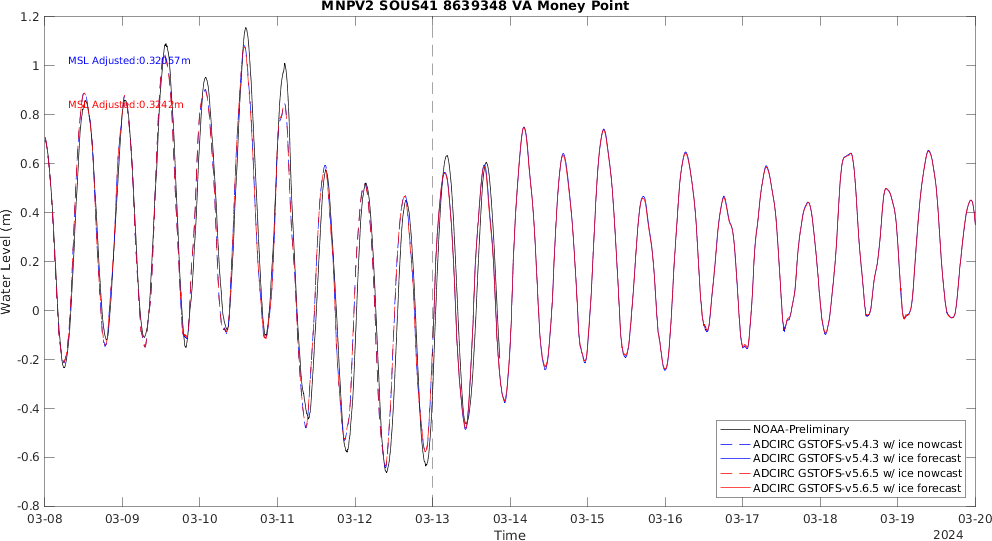 MNPV2 SOUS41 8639348 VA Money Point
1.2
1
0.8
0.6
0.4
0.2
0
-0.2
-0.4
-0.6
-0.8
Water Level (m)
MSL Adjusted:0.32057m
MSL Adjusted:0.3242m
NOAA-Preliminary
ADCIRC GSTOFS-v5.4.3 w/ ice nowcast
ADCIRC GSTOFS-v5.4.3 w/ ice forecast
ADCIRC GSTOFS-v5.6.5 w/ ice nowcast
ADCIRC GSTOFS-v5.6.5 w/ ice forecast
03-08 03-09 03-10 03-11 03-12 03-13 03-14 03-15 03-16 03-17 03-18 03-19 03-20
Time
2024